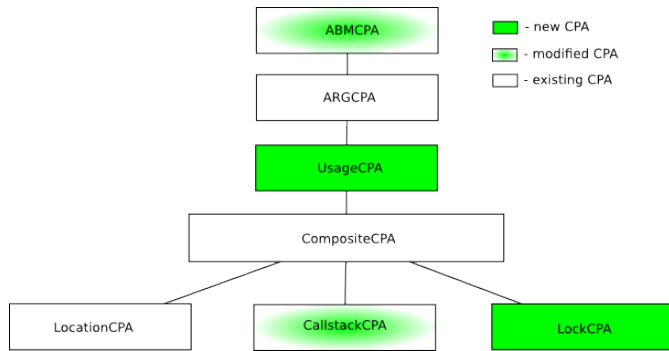 ABMCPA
- new CPA
- modified CPA
- existing CPA
ARGCPA
UsageCPA
CompositeCPA
LocationCPA
CallstackCPA
LockCPA